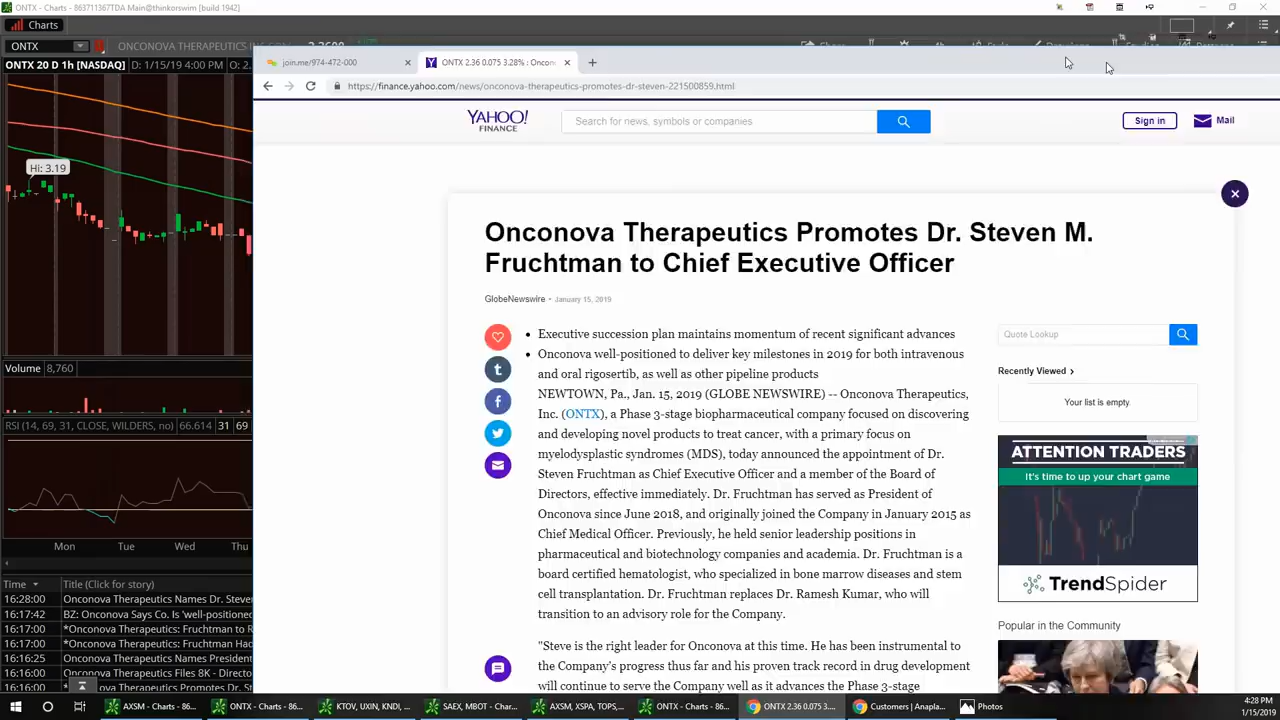 ONTX - Charts - 863711367TDA Main@thinkorswim [build 1942]
Charts
ONTX
ONCONOVA THERAPEUTICS
ONTX 20 D 1h [NASDAQ]
D: 1/15/19 4:00 PM
O: 2.
join.me/974-472-000
ONTX 2.36 0.075 3.28% : Oncon
https://finance.yahoo.com/news/onconova-therapeutics-promotes-dr-steven-221500859.html
YAHOO!
FINANCE
Search for news, symbols or companies
Sign in
Mail
Hi: 3.19
Onconova Therapeutics Promotes Dr. Steven M.
Fruchtman to Chief Executive Officer
GlobeNewswire • January 15, 2019
Executive succession plan maintains momentum of recent significant advances
Onconova well-positioned to deliver key milestones in 2019 for both intravenous
and oral rigosertib, as well as other pipeline products
NEWTOWN, Pa., Jan. 15, 2019 (GLOBE NEWSWIRE) -- Onconova Therapeutics,
Inc. (ONTX), a Phase 3-stage biopharmaceutical company focused on discovering
and developing novel products to treat cancer, with a primary focus on
myelodysplastic syndromes (MDS), today announced the appointment of Dr.
Steven Fruchtman as Chief Executive Officer and a member of the Board of
Directors, effective immediately. Dr. Fruchtman has served as President of
Onconova since June 2018, and originally joined the Company in January 2015 as
Chief Medical Officer. Previously, he held senior leadership positions in
pharmaceutical and biotechnology companies and academia. Dr. Fruchtman is a
board certified hematologist, who specialized in bone marrow diseases and stem
cell transplantation. Dr. Fruchtman replaces Dr. Ramesh Kumar, who will
transition to an advisory role for the Company.
"Steve is the right leader for Onconova at this time. He has been instrumental to
the Company's progress thus far and his proven track record in drug development
will continue to serve the Company well as it advances the Phase 3-stage
Quote Lookup
Recently Viewed
Your list is empty.
ATTENTION TRADERS
It's time to up your chart game
TrendSpider
Popular in the Community
Volume 8,760
RSI (14, 69, 31, CLOSE, WILDERS, no) 66.614 31 69
Mon Tue Wed Thu
Time Title (Click for story)
16:28:00 Onconova Therapeutics Names Dr. Steve
16:17:42 BZ: Onconova Says Co. Is 'well-positione
16:17:00 *Onconova Therapeutics: Fruchtman to R
16:17:00 *Onconova Therapeutics: Fruchtman Hac
16:16:25 Onconova Therapeutics Names President
16:16:00 Onconova Therapeutics Files 8K - Directo
16:16:00 *Onconova Therapeutics Promotes Dr. St
AXSM - Charts - 86...
ONTX - Charts - 86...
KTOV, UXIN, KNDI, ...
SAEX, MBOT - Char...
AXSM, XSPA, TOPS,...
ONTX - Charts - 86...
ONTX 2.36 0.075 3....
Customers | Anapla...
Photos
4:28 PM
1/15/2019